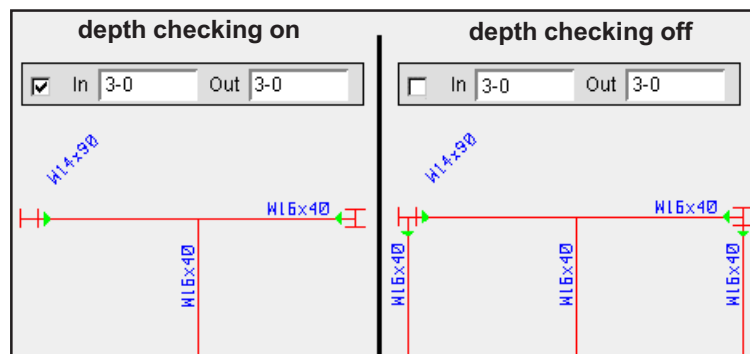 depth checking on
In 3-0 Out 3-0
W14x90
W16x40
W16x40
depth checking off
In 3-0 Out 3-0
W14x90
W16x40
W16x40
W16x40
W16x40